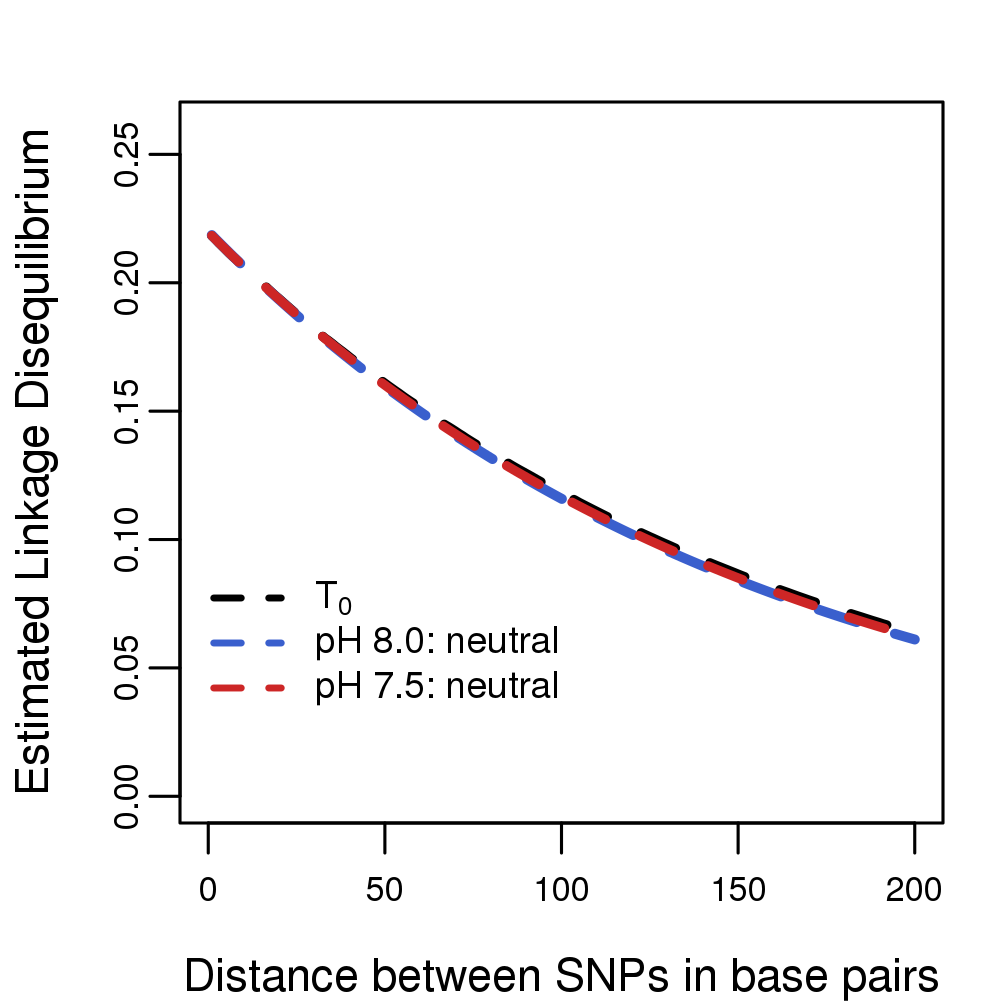 Estimated Linkage Disequilibrium
0.25
0.20
0.15
0.10
0.05
0.00
T₀
pH 8.0: neutral
pH 7.5: neutral
0 50 100 150 200
Distance between SNPs in base pairs